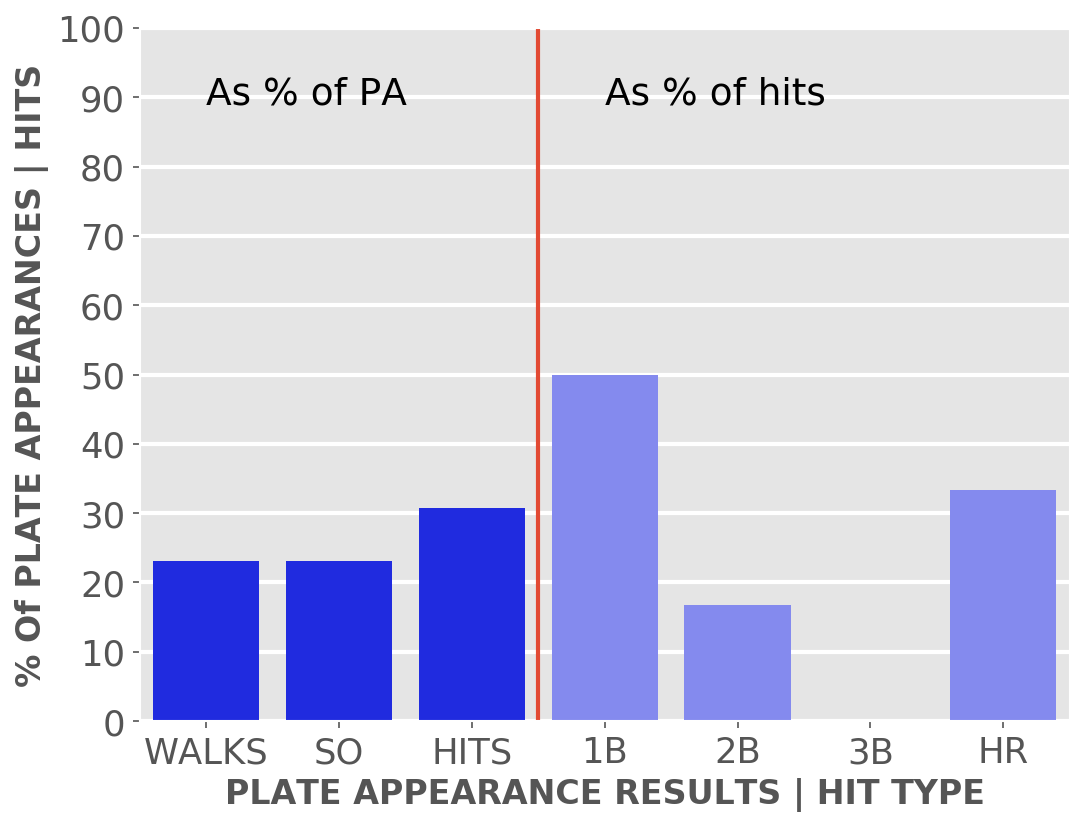 % Of PLATE APPEARANCES | HITS
100
90
80
70
60
50
40
30
20
10
0
As % of PA
As % of hits
WALKS SO HITS 1B 2B 3B HR
PLATE APPEARANCE RESULTS | HIT TYPE